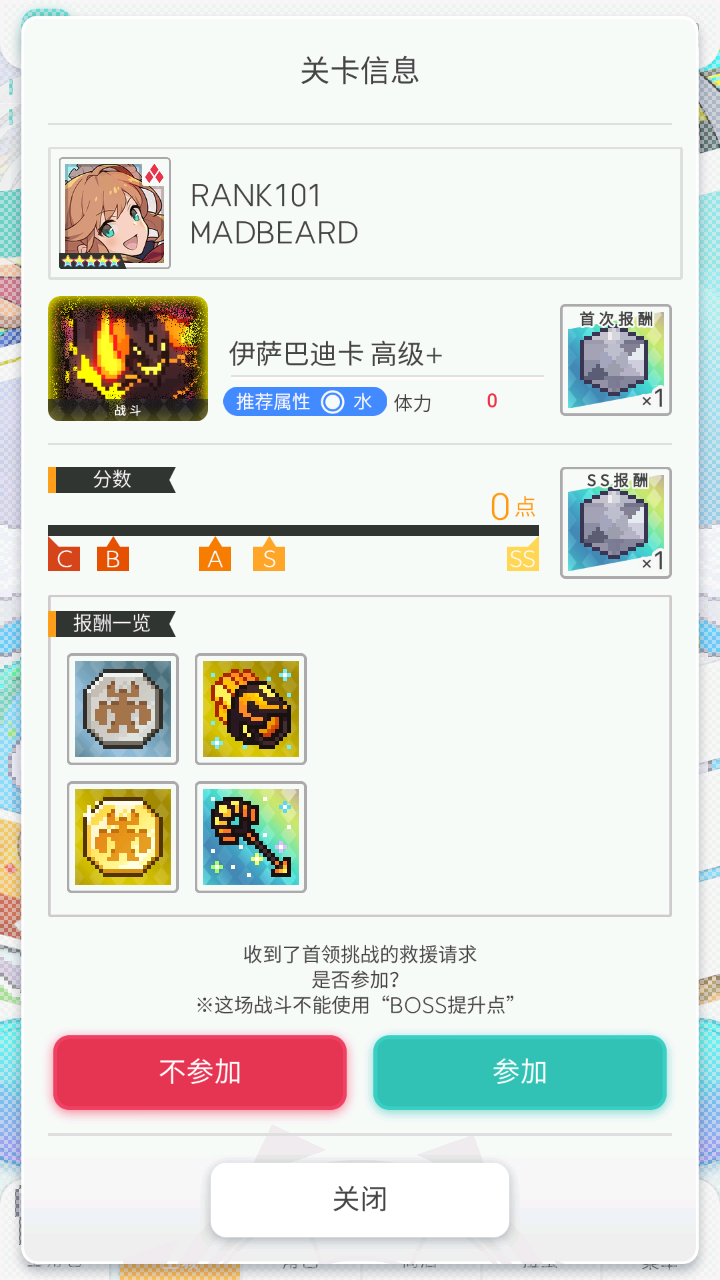 关卡信息
RANK101
MADBEARD
战斗
伊萨巴迪卡 高级+
推荐属性 水 体力 0
首次报酬
×1
分数
0点
C B A S SS
SS报酬
×1
报酬一览
收到了首领挑战的救援请求
是否参加?
※这场战斗不能使用“BOSS提升点”
不参加
参加
关闭